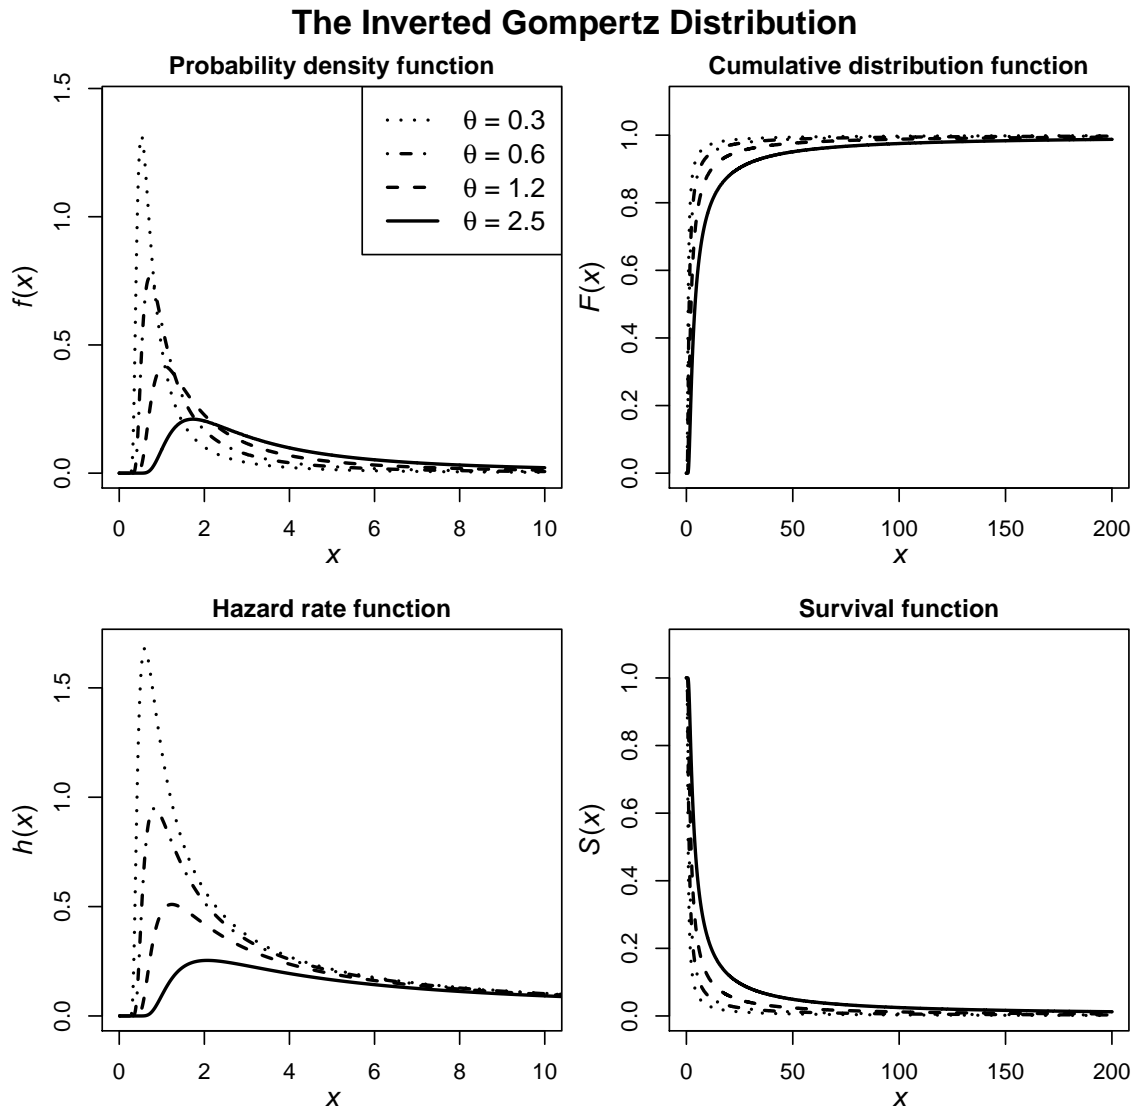 The Inverted Gompertz Distribution
Probability density function
1.5
1.0
0.5
0.0
f(x)
θ = 0.3
θ = 0.6
θ = 1.2
θ = 2.5
0 2 4 6 8 10
x
Cumulative distribution function
1.0
0.8
0.6
0.4
0.2
0.0
F(x)
0 50 100 150 200
x
Hazard rate function
1.5
1.0
0.5
0.0
h(x)
0 2 4 6 8 10
x
Survival function
1.0
0.8
0.6
0.4
0.2
0.0
S(x)
0 50 100 150 200
x